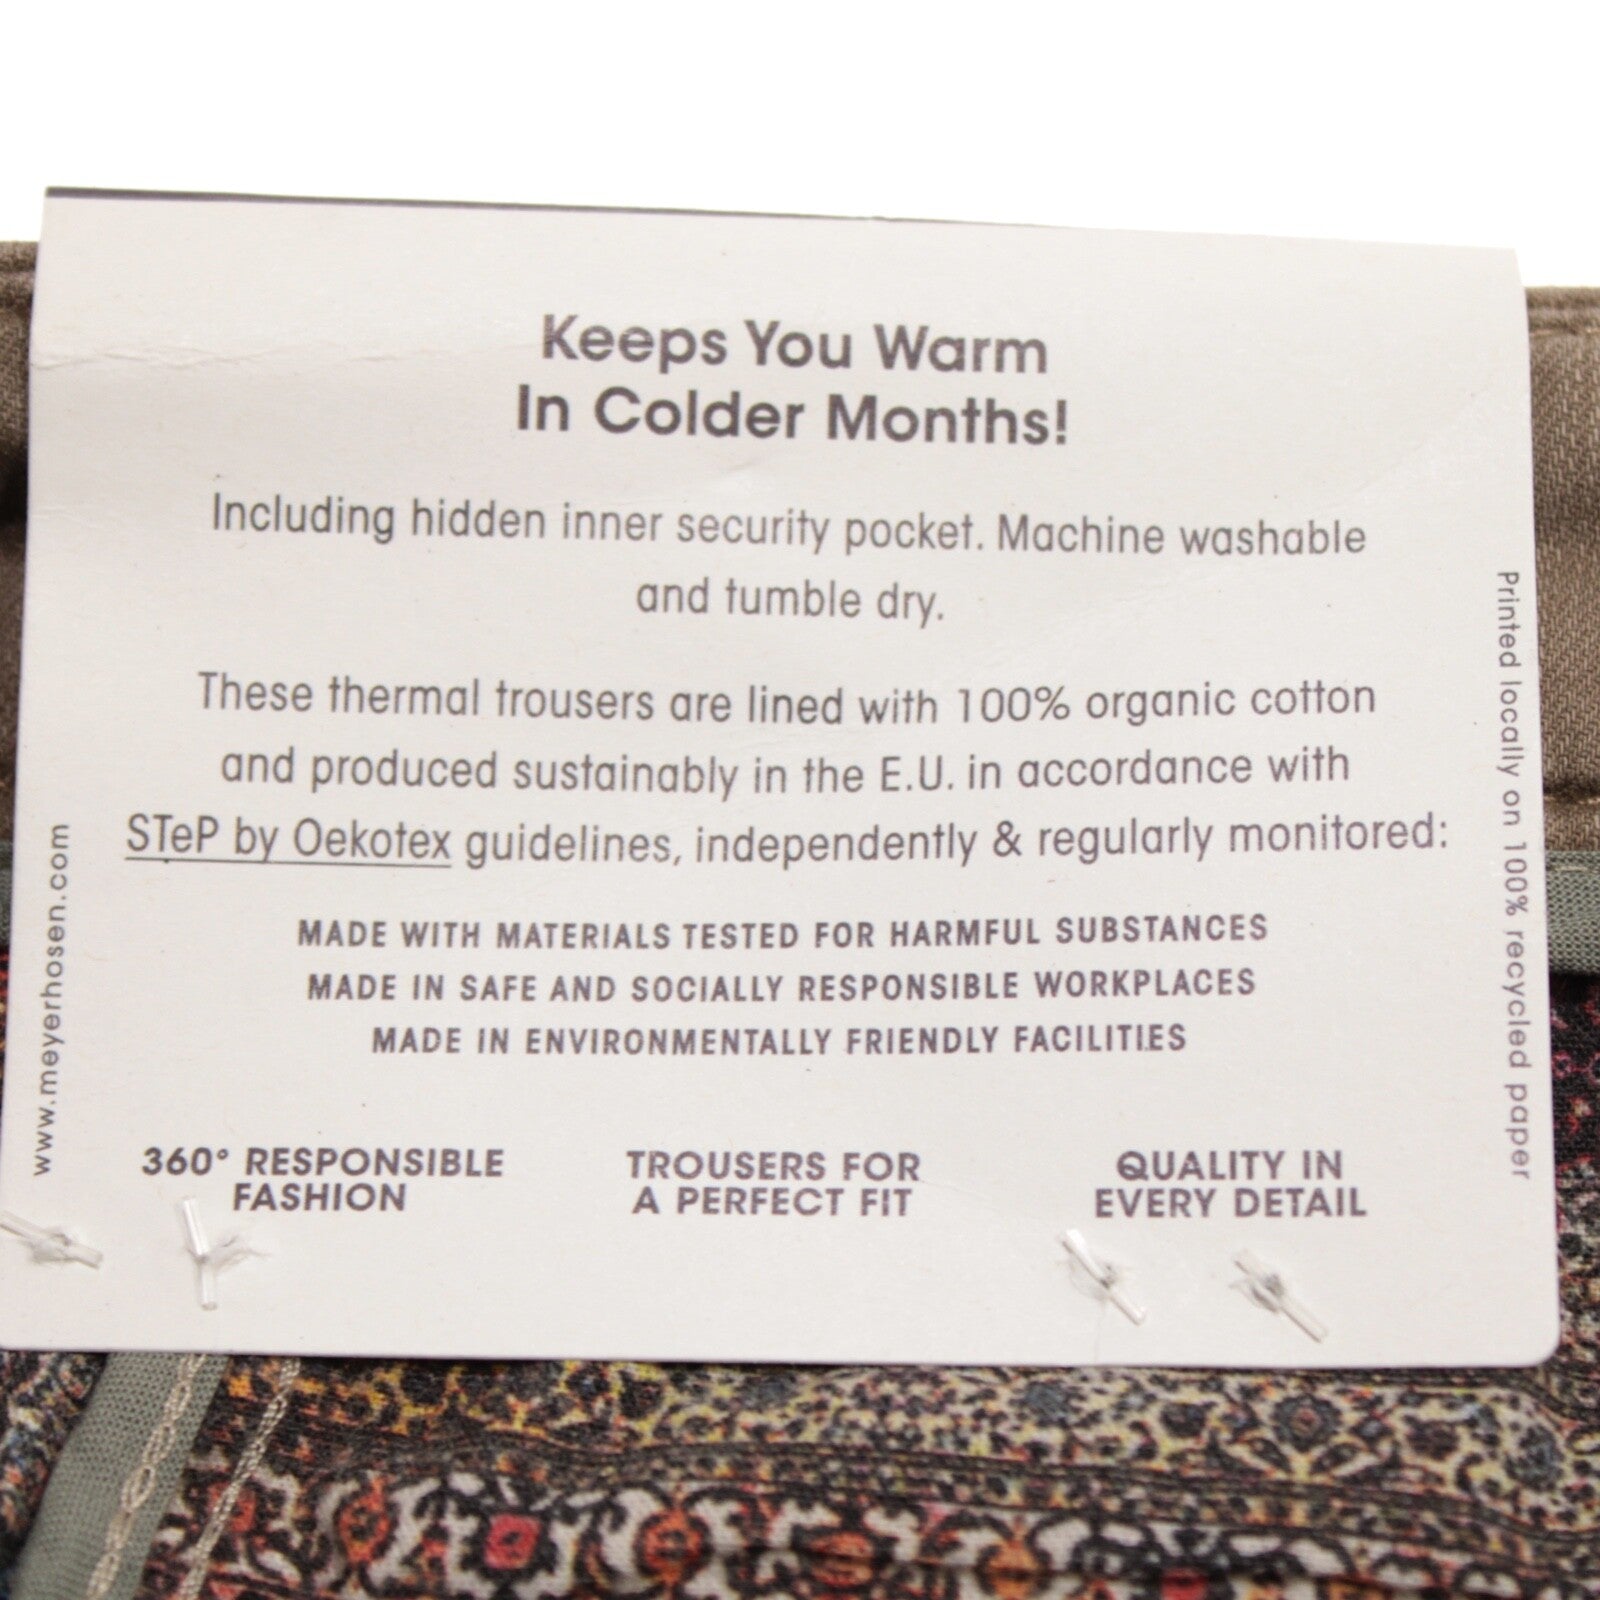 Keeps You Warm
In Colder Months!
Including hidden inner security pocket. Machine washable
and tumble dry.
These thermal trousers are lined with 100% organic cotton
and produced sustainably in the E.U. in accordance with
STeP by Oekotex guidelines, independently & regularly monitored:
MADE WITH MATERIALS TESTED FOR HARMFUL SUBSTANCES
MADE IN SAFE AND SOCIALLY RESPONSIBLE WORKPLACES
MADE IN ENVIRONMENTALLY FRIENDLY FACILITIES
360° RESPONSIBLE
FASHION
TROUSERS FOR
A PERFECT FIT
QUALITY IN
EVERY DETAIL
www.meyerhosen.com
Printed locally on 100% recycled paper